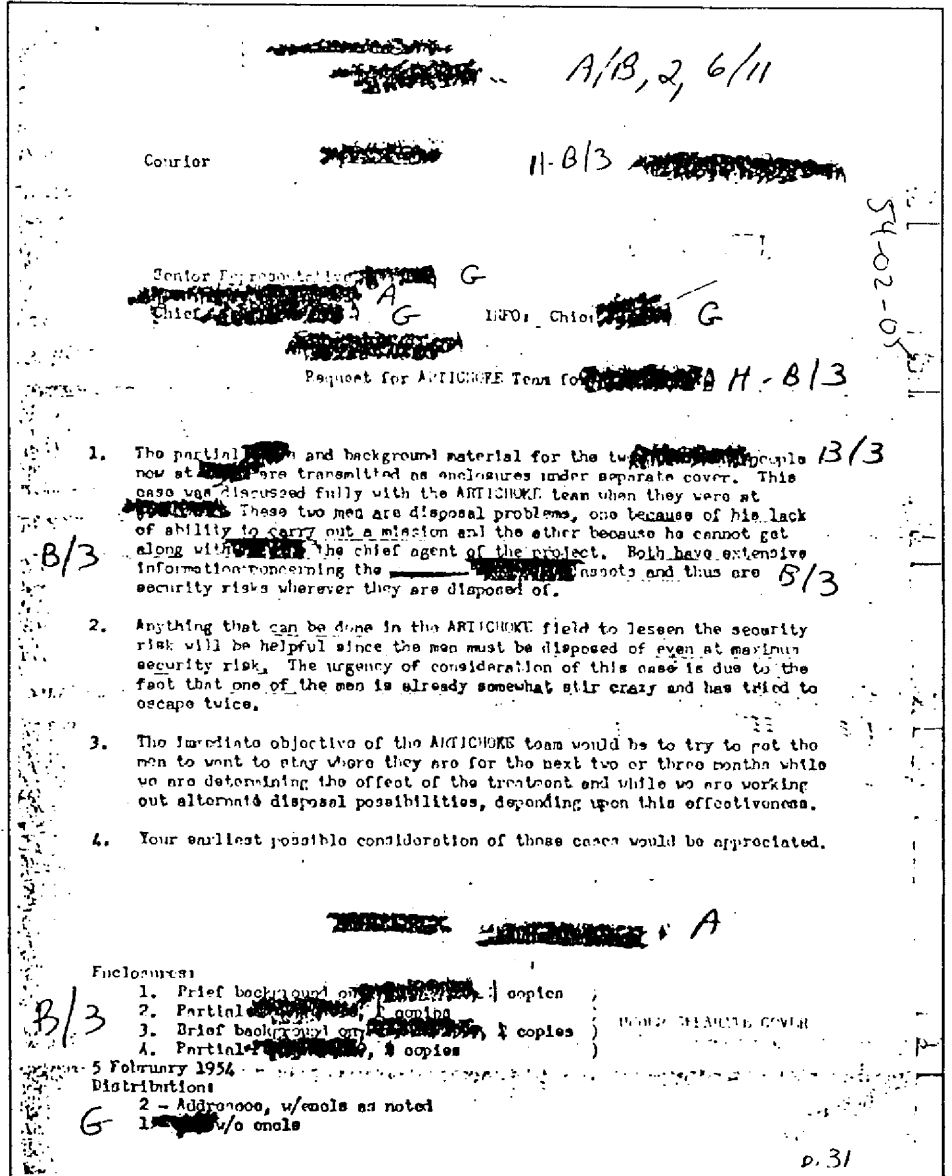 A/B, 2, 6/11
Courier H-B/3
54-02-05
Senior Representative G
A
Chief G INFO: Chief G
Request for ARTICHOKE Team for H - B/3
1. The partial and background material for the two people B/3
now at are transmitted as enclosures under separate cover. This
case was discussed fully with the ARTICHOKE team when they were at
These two men are disposal problems, one because of his lack
of ability to carry out a mission and the other because he cannot get
B/3 along with the chief agent of the project. Both have extensive
information concerning the assets and thus are B/3
security risks wherever they are disposed of.
2. Anything that can be done in the ARTICHOKE field to lessen the security
risk will be helpful since the men must be disposed of even at maximum
security risk. The urgency of consideration of this case is due to the
fact that one of the men is already somewhat stir crazy and has tried to
escape twice.
3. The immediate objective of the ARTICHOKE team would be to try to get the
men to want to stay where they are for the next two or three months while
we are determining the effect of the treatment and while we are working
out alternate disposal possibilities, depending upon this effectiveness.
4. Your earliest possible consideration of these cases would be appreciated.
A
Enclosures:
1. Brief background on copies )
B/3 2. Partial copies )
3. Brief background on, copies ) UNDER SEPARATE COVER
4. Partial, copies )
5 February 1954
Distribution:
2 - Addressee, w/encls as noted
G 1 - w/o encls
p. 31